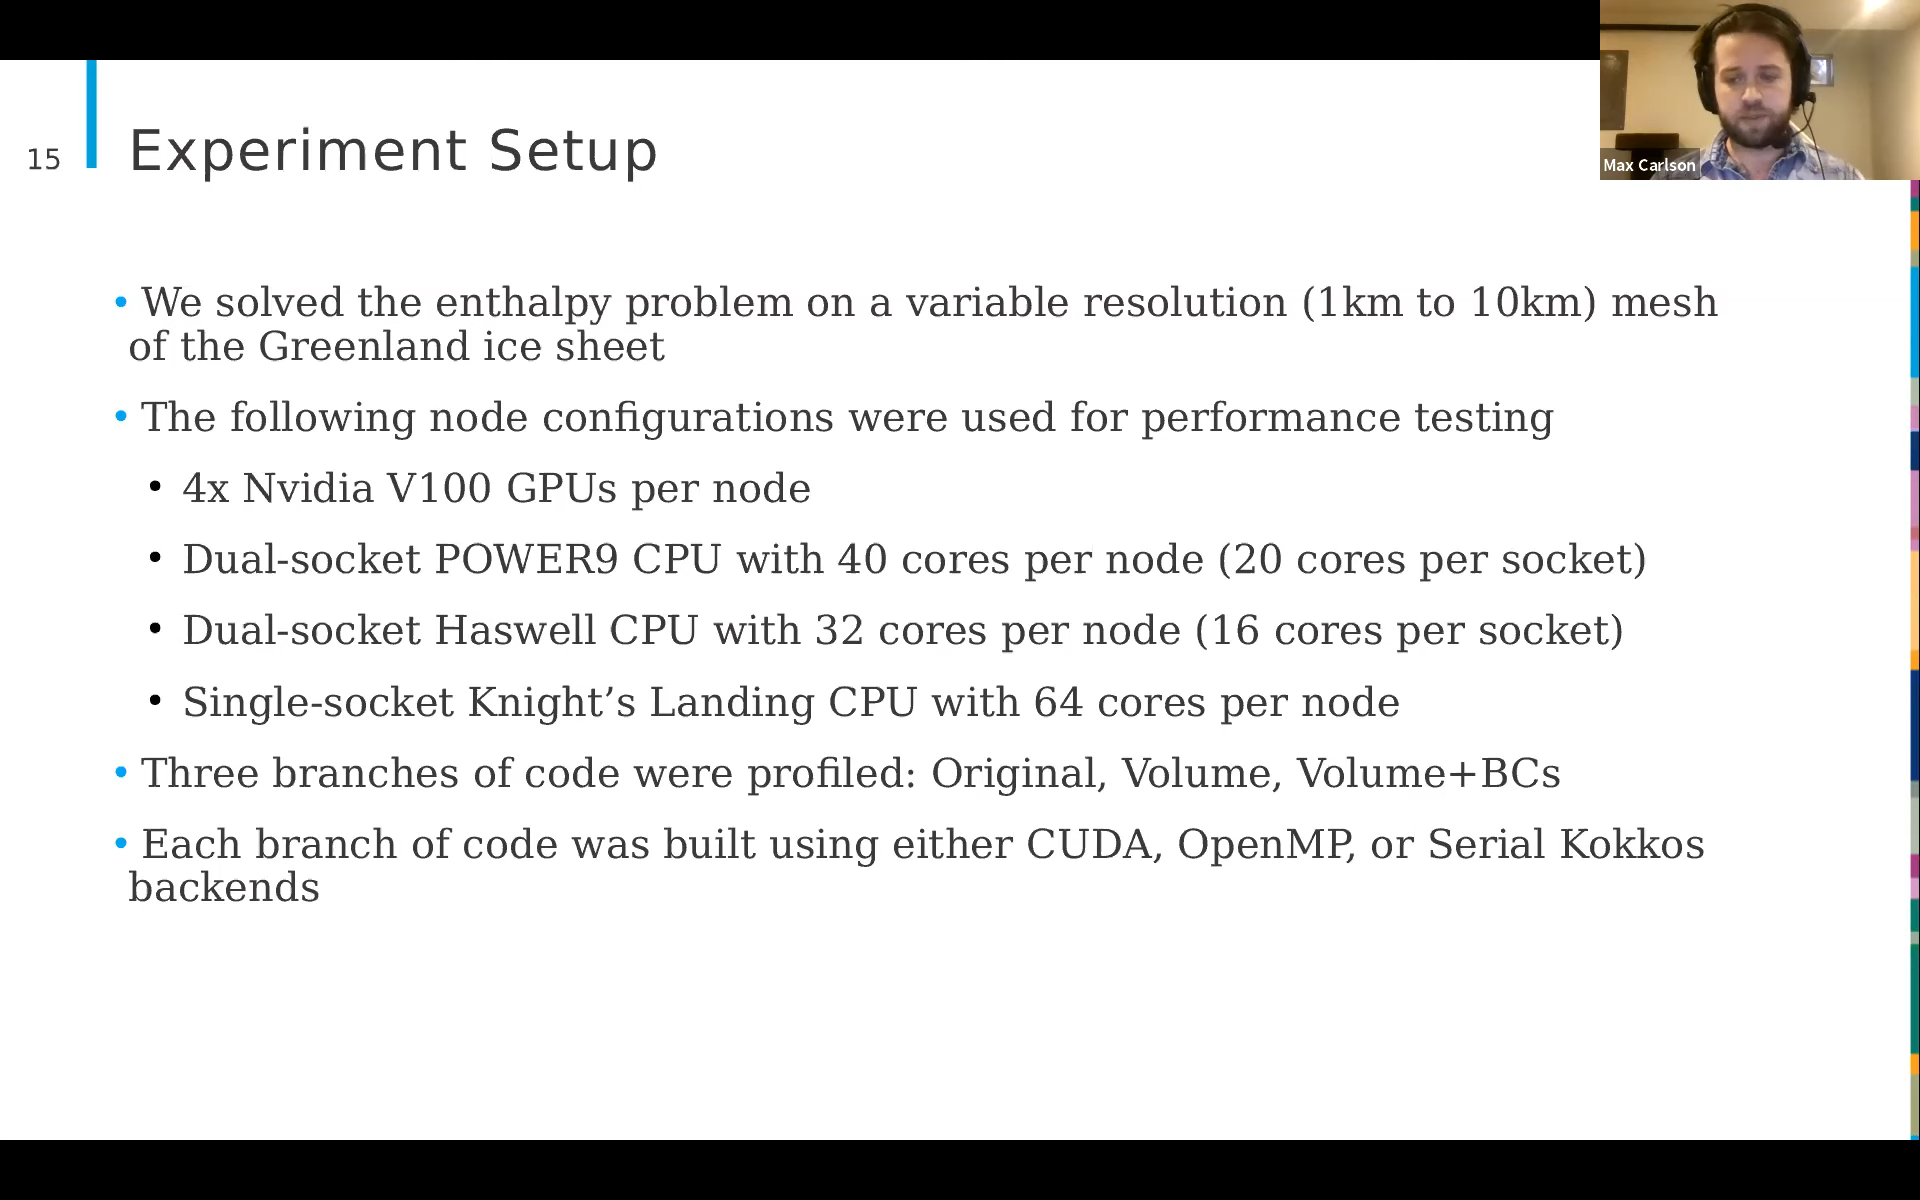 Max Carlson
15
Experiment Setup
• We solved the enthalpy problem on a variable resolution (1km to 10km) mesh
of the Greenland ice sheet
• The following node configurations were used for performance testing
• 4x Nvidia V100 GPUs per node
• Dual-socket POWER9 CPU with 40 cores per node (20 cores per socket)
• Dual-socket Haswell CPU with 32 cores per node (16 cores per socket)
• Single-socket Knight’s Landing CPU with 64 cores per node
• Three branches of code were profiled: Original, Volume, Volume+BCs
• Each branch of code was built using either CUDA, OpenMP, or Serial Kokkos
backends